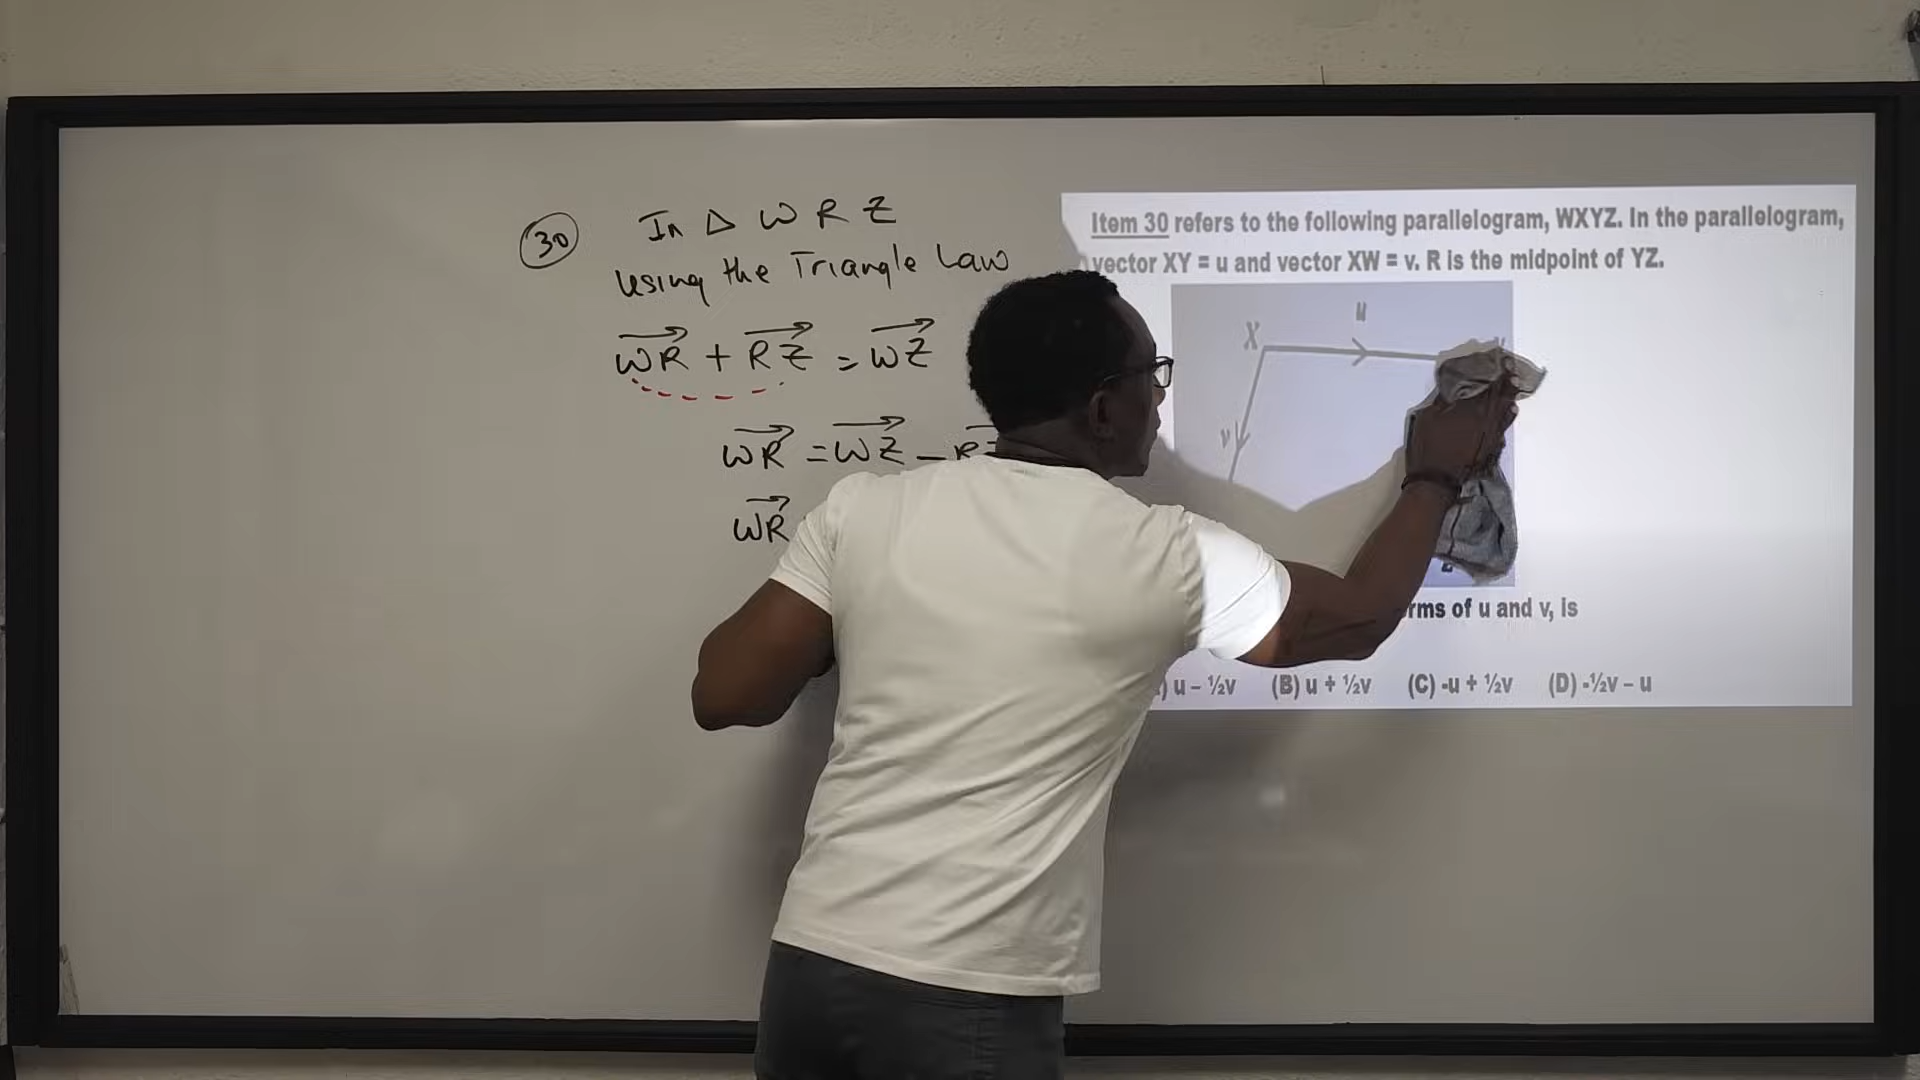 30
In △ W R Z
using the Triangle Law
WR + RZ = WZ
WR = WZ –
WR
Item 30 refers to the following parallelogram, WXYZ. In the parallelogram,
vector XY = u and vector XW = v. R is the midpoint of YZ.
u
X
v
of u and v, is
u – ½v (B) u + ½v (C) -u + ½v (D) -½v – u